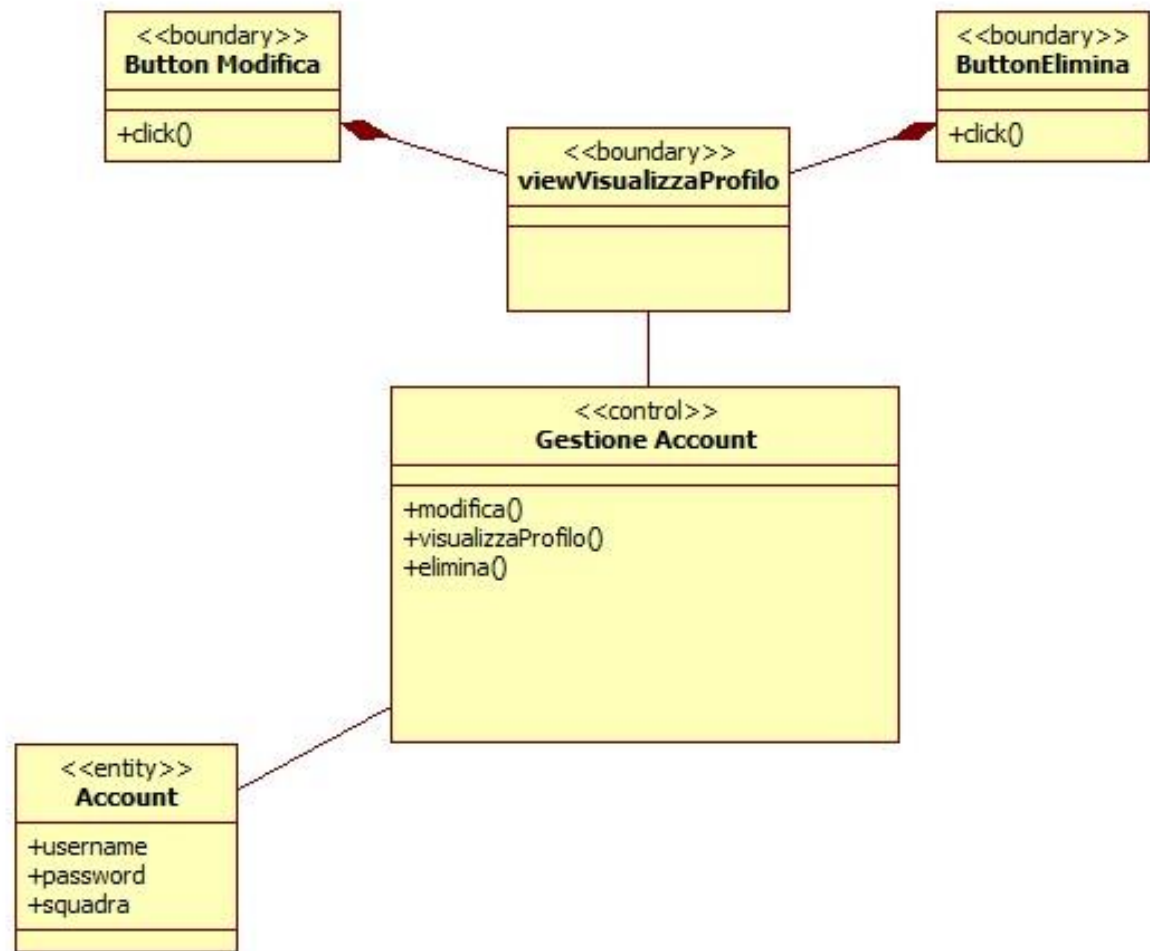 <<boundary>>
Button Modifica
+click()
<<boundary>>
ButtonElimina
+click()
<<boundary>>
viewVisualizzaProfilo
<<control>>
Gestione Account
+modifica()
+visualizzaProfilo()
+elimina()
<<entity>>
Account
+username
+password
+squadra